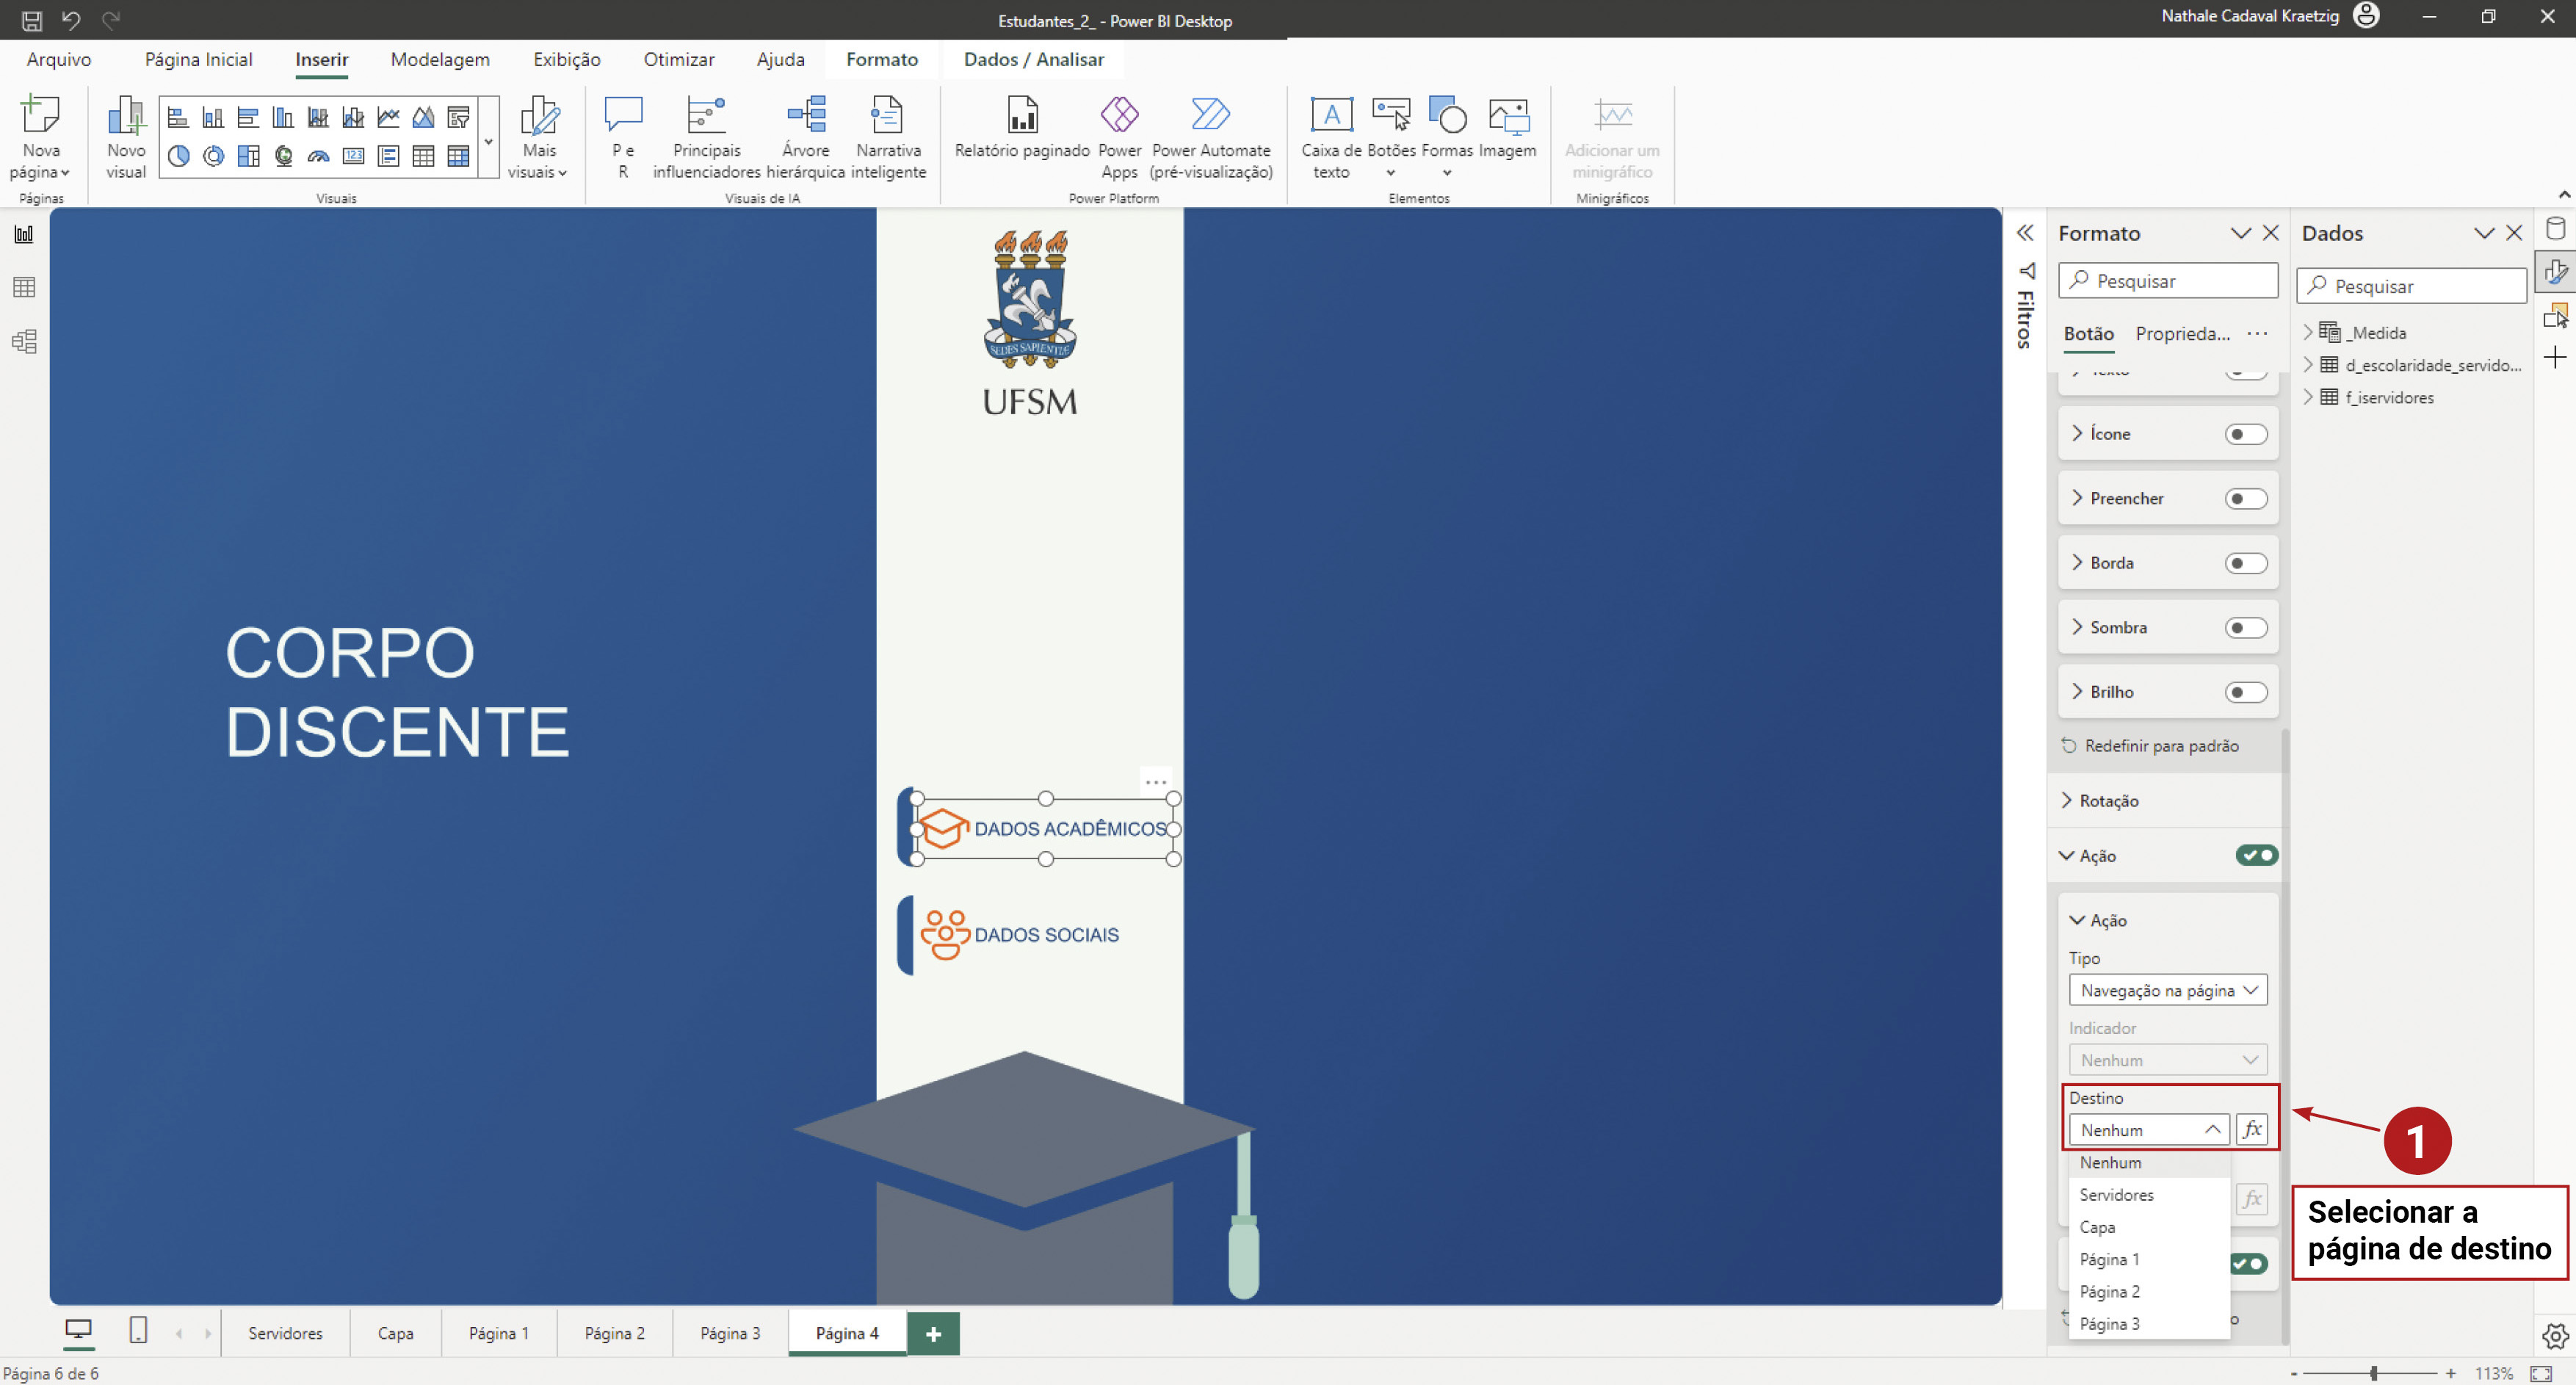 Estudantes_2_ - Power BI Desktop
Nathale Cadaval Kraetzig
Arquivo
Página Inicial
Inserir
Modelagem
Exibição
Otimizar
Ajuda
Formato
Dados / Analisar
Nova
página
Páginas
Novo
visual
123
Mais
visuais
Visuais
P e
R
Principais
influenciadores
Árvore
hierárquica
Narrativa
inteligente
Visuais de IA
Relatório paginado
Power
Apps
Power Automate
(pré-visualização)
Power Platform
A
Caixa de
texto
Botões
Formas
Imagem
Elementos
Adicionar um
minigráfico
Minigráficos
SEDES SAPIENTIÆ
UFSM
CORPO
DISCENTE
DADOS ACADÊMICOS
DADOS SOCIAIS
Filtros
Formato
Pesquisar
Botão
Proprieda...
Texto
Ícone
Preencher
Borda
Sombra
Brilho
Redefinir para padrão
Rotação
Ação
Ação
Tipo
Navegação na página
Indicador
Nenhum
Destino
Nenhum
fx
Nenhum
Servidores
fx
Capa
Página 1
Página 2
Página 3
o
Dados
Pesquisar
_Medida
d_escolaridade_servido...
f_iservidores
1
Selecionar a
página de destino
Servidores
Capa
Página 1
Página 2
Página 3
Página 4
+
Página 6 de 6
- + 113%